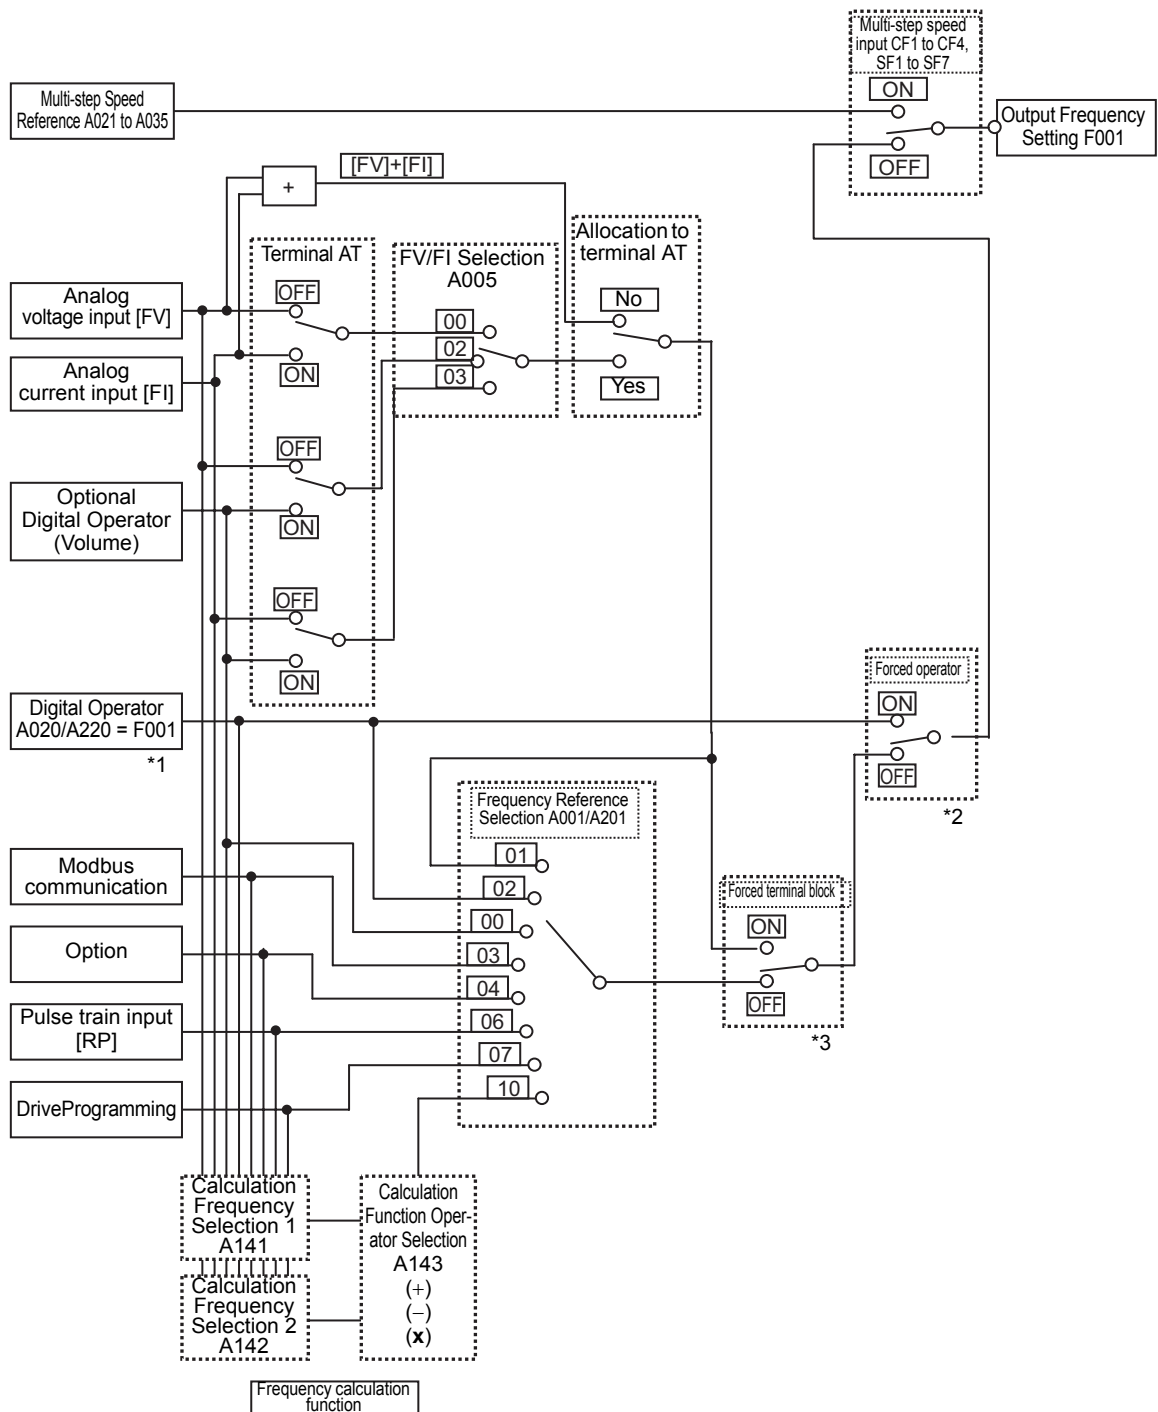 Multi-step speed
input CF1 to CF4,
SF1 to SF7
ON
OFF
Multi-step Speed
Reference A021 to A035
Output Frequency
Setting F001
[FV]+[FI]
+
Terminal AT
FV/FI Selection
A005
Allocation to
terminal AT
Analog
voltage input [FV]
OFF
ON
00
02
03
No
Yes
Analog
current input [FI]
OFF
ON
Optional
Digital Operator
(Volume)
OFF
ON
Digital Operator
A020/A220 = F001
*1
Forced operator
ON
OFF
*2
Frequency Reference
Selection A001/A201
01
02
00
03
04
06
07
10
Modbus
communication
Option
Pulse train input
[RP]
DriveProgramming
Forced terminal block
ON
OFF
*3
Calculation
Frequency
Selection 1
A141
Calculation
Frequency
Selection 2
A142
Calculation
Function Oper-
ator Selection
A143
(+)
(−)
(x)
Frequency calculation
function